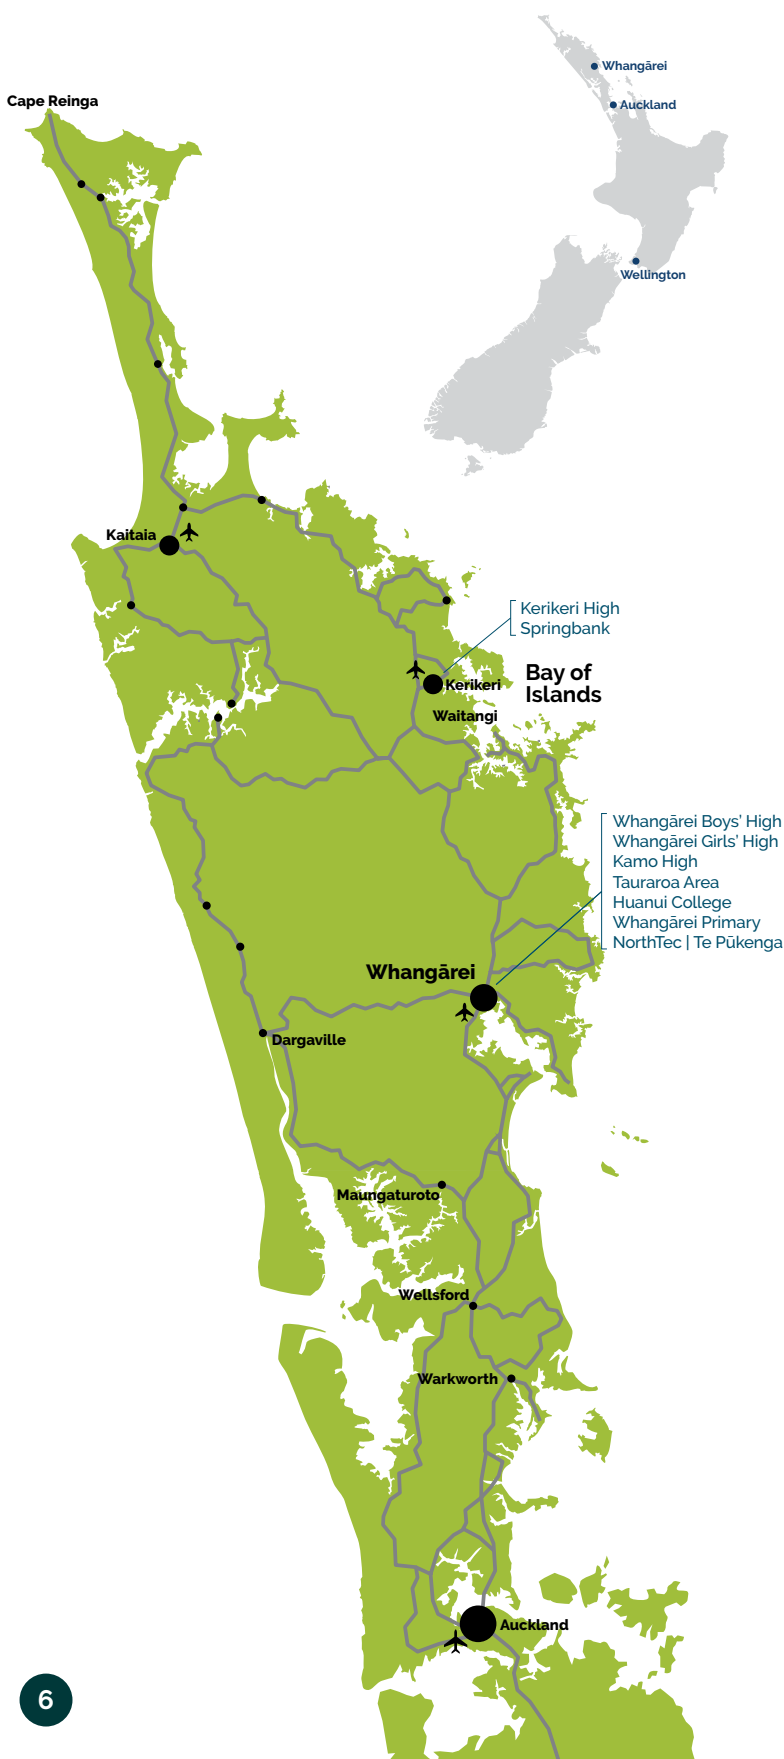 Whangārei
Auckland
Wellington
Cape Reinga
Kaitaia
Kerikeri High
Springbank
Bay of
Islands
Kerikeri
Waitangi
Whangārei Boys' High
Whangārei Girls' High
Kamo High
Tauraroa Area
Huanui College
Whangārei Primary
NorthTec | Te Pūkenga
Whangārei
Dargaville
Maungaturoto
Wellsford
Warkworth
Auckland
6